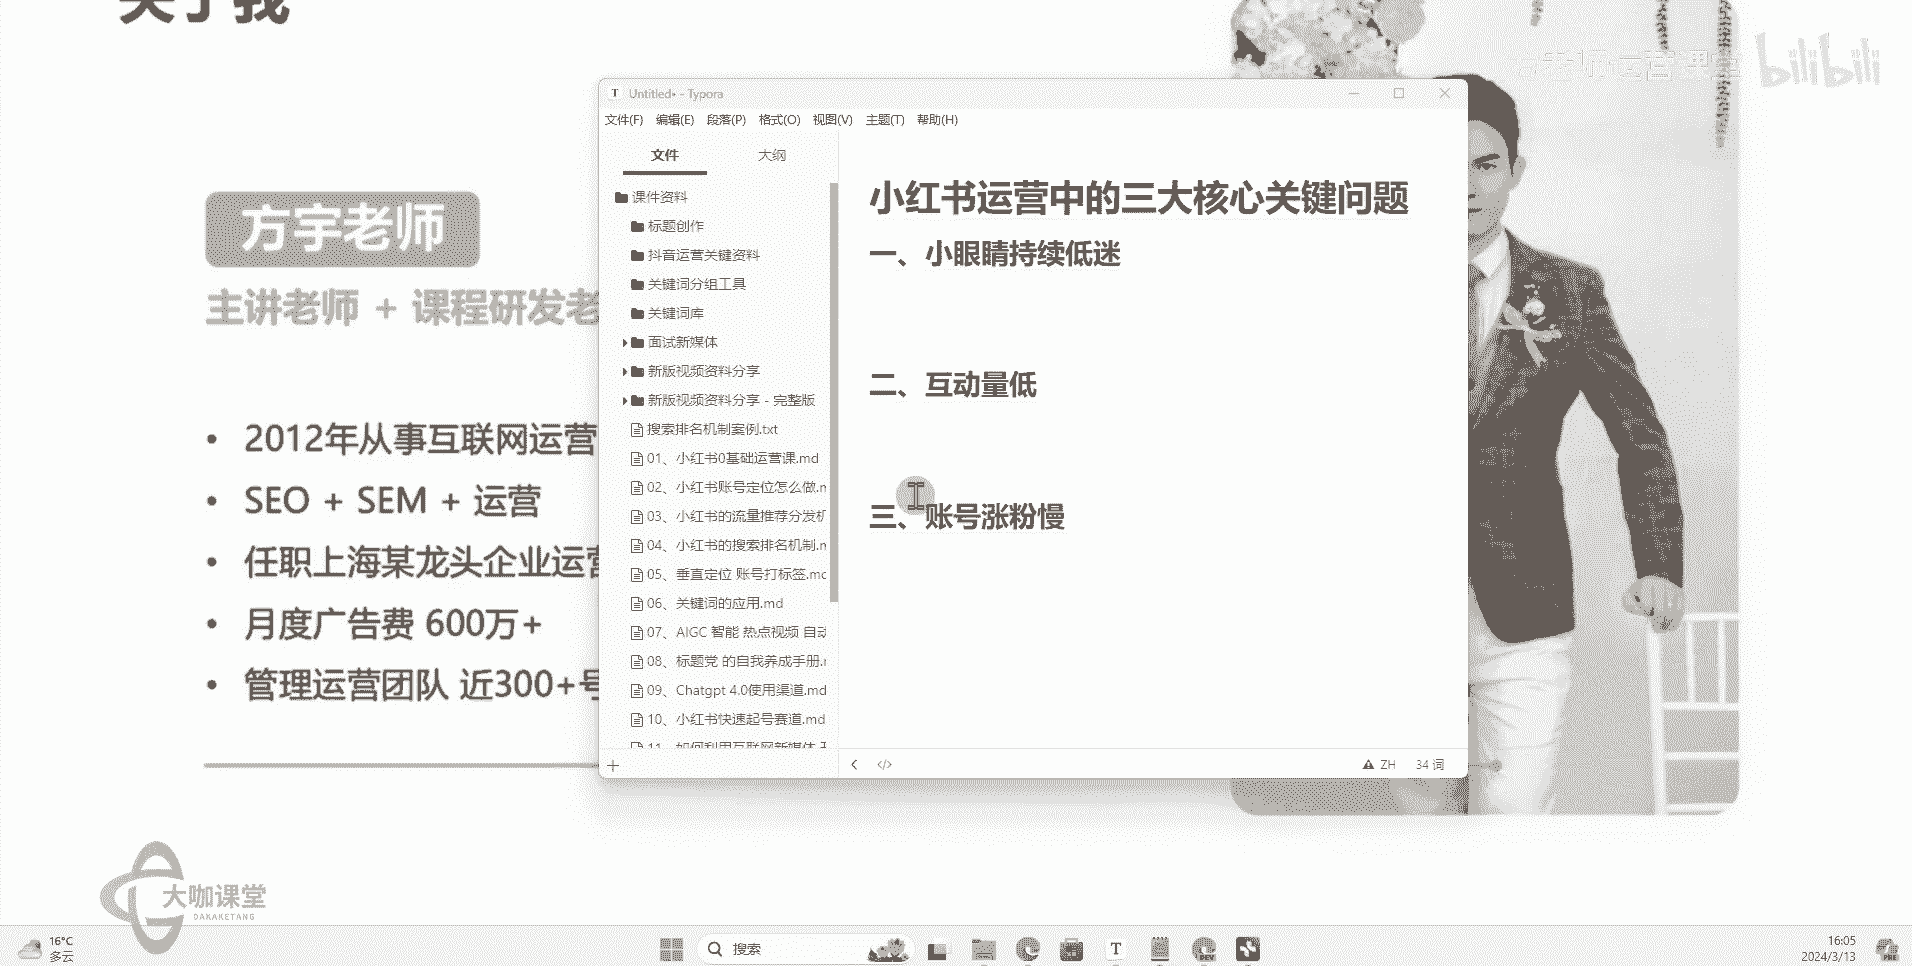 关于我
bilibili
方宇老师
主讲老师 + 课程研发老
2012年从事互联网运营
SEO + SEM + 运营
任职上海某龙头企业运营
月度广告费 600万+
管理运营团队 近300+号
Untitled• - Typora
文件(F) 编辑(E) 段落(P) 格式(O) 视图(V) 主题(T) 帮助(H)
文件 大纲
课件资料
标题创作
抖音运营关键资料
关键词分组工具
关键词库
面试新媒体
新版视频资料分享
新版视频资料分享 - 完整版
搜索排名机制案例.txt
01、小红书0基础运营课.md
02、小红书账号定位怎么做.m
03、小红书的流量推荐分发机
04、小红书的搜索排名机制.m
05、垂直定位 账号打标签.md
06、关键词的应用.md
07、AIGC 智能 热点视频 自动
08、标题党 的自我养成手册.m
09、Chatgpt 4.0使用渠道.md
10、小红书快速起号赛道.md
11、如何利用互联网新媒体
小红书运营中的三大核心关键问题
一、小眼睛持续低迷
二、互动量低
三、账号涨粉慢
ZH 34 词
大咖课堂
DAKAKETANG
16°C
多云
搜索
T
DEV
16:05
2024/3/13
PRE